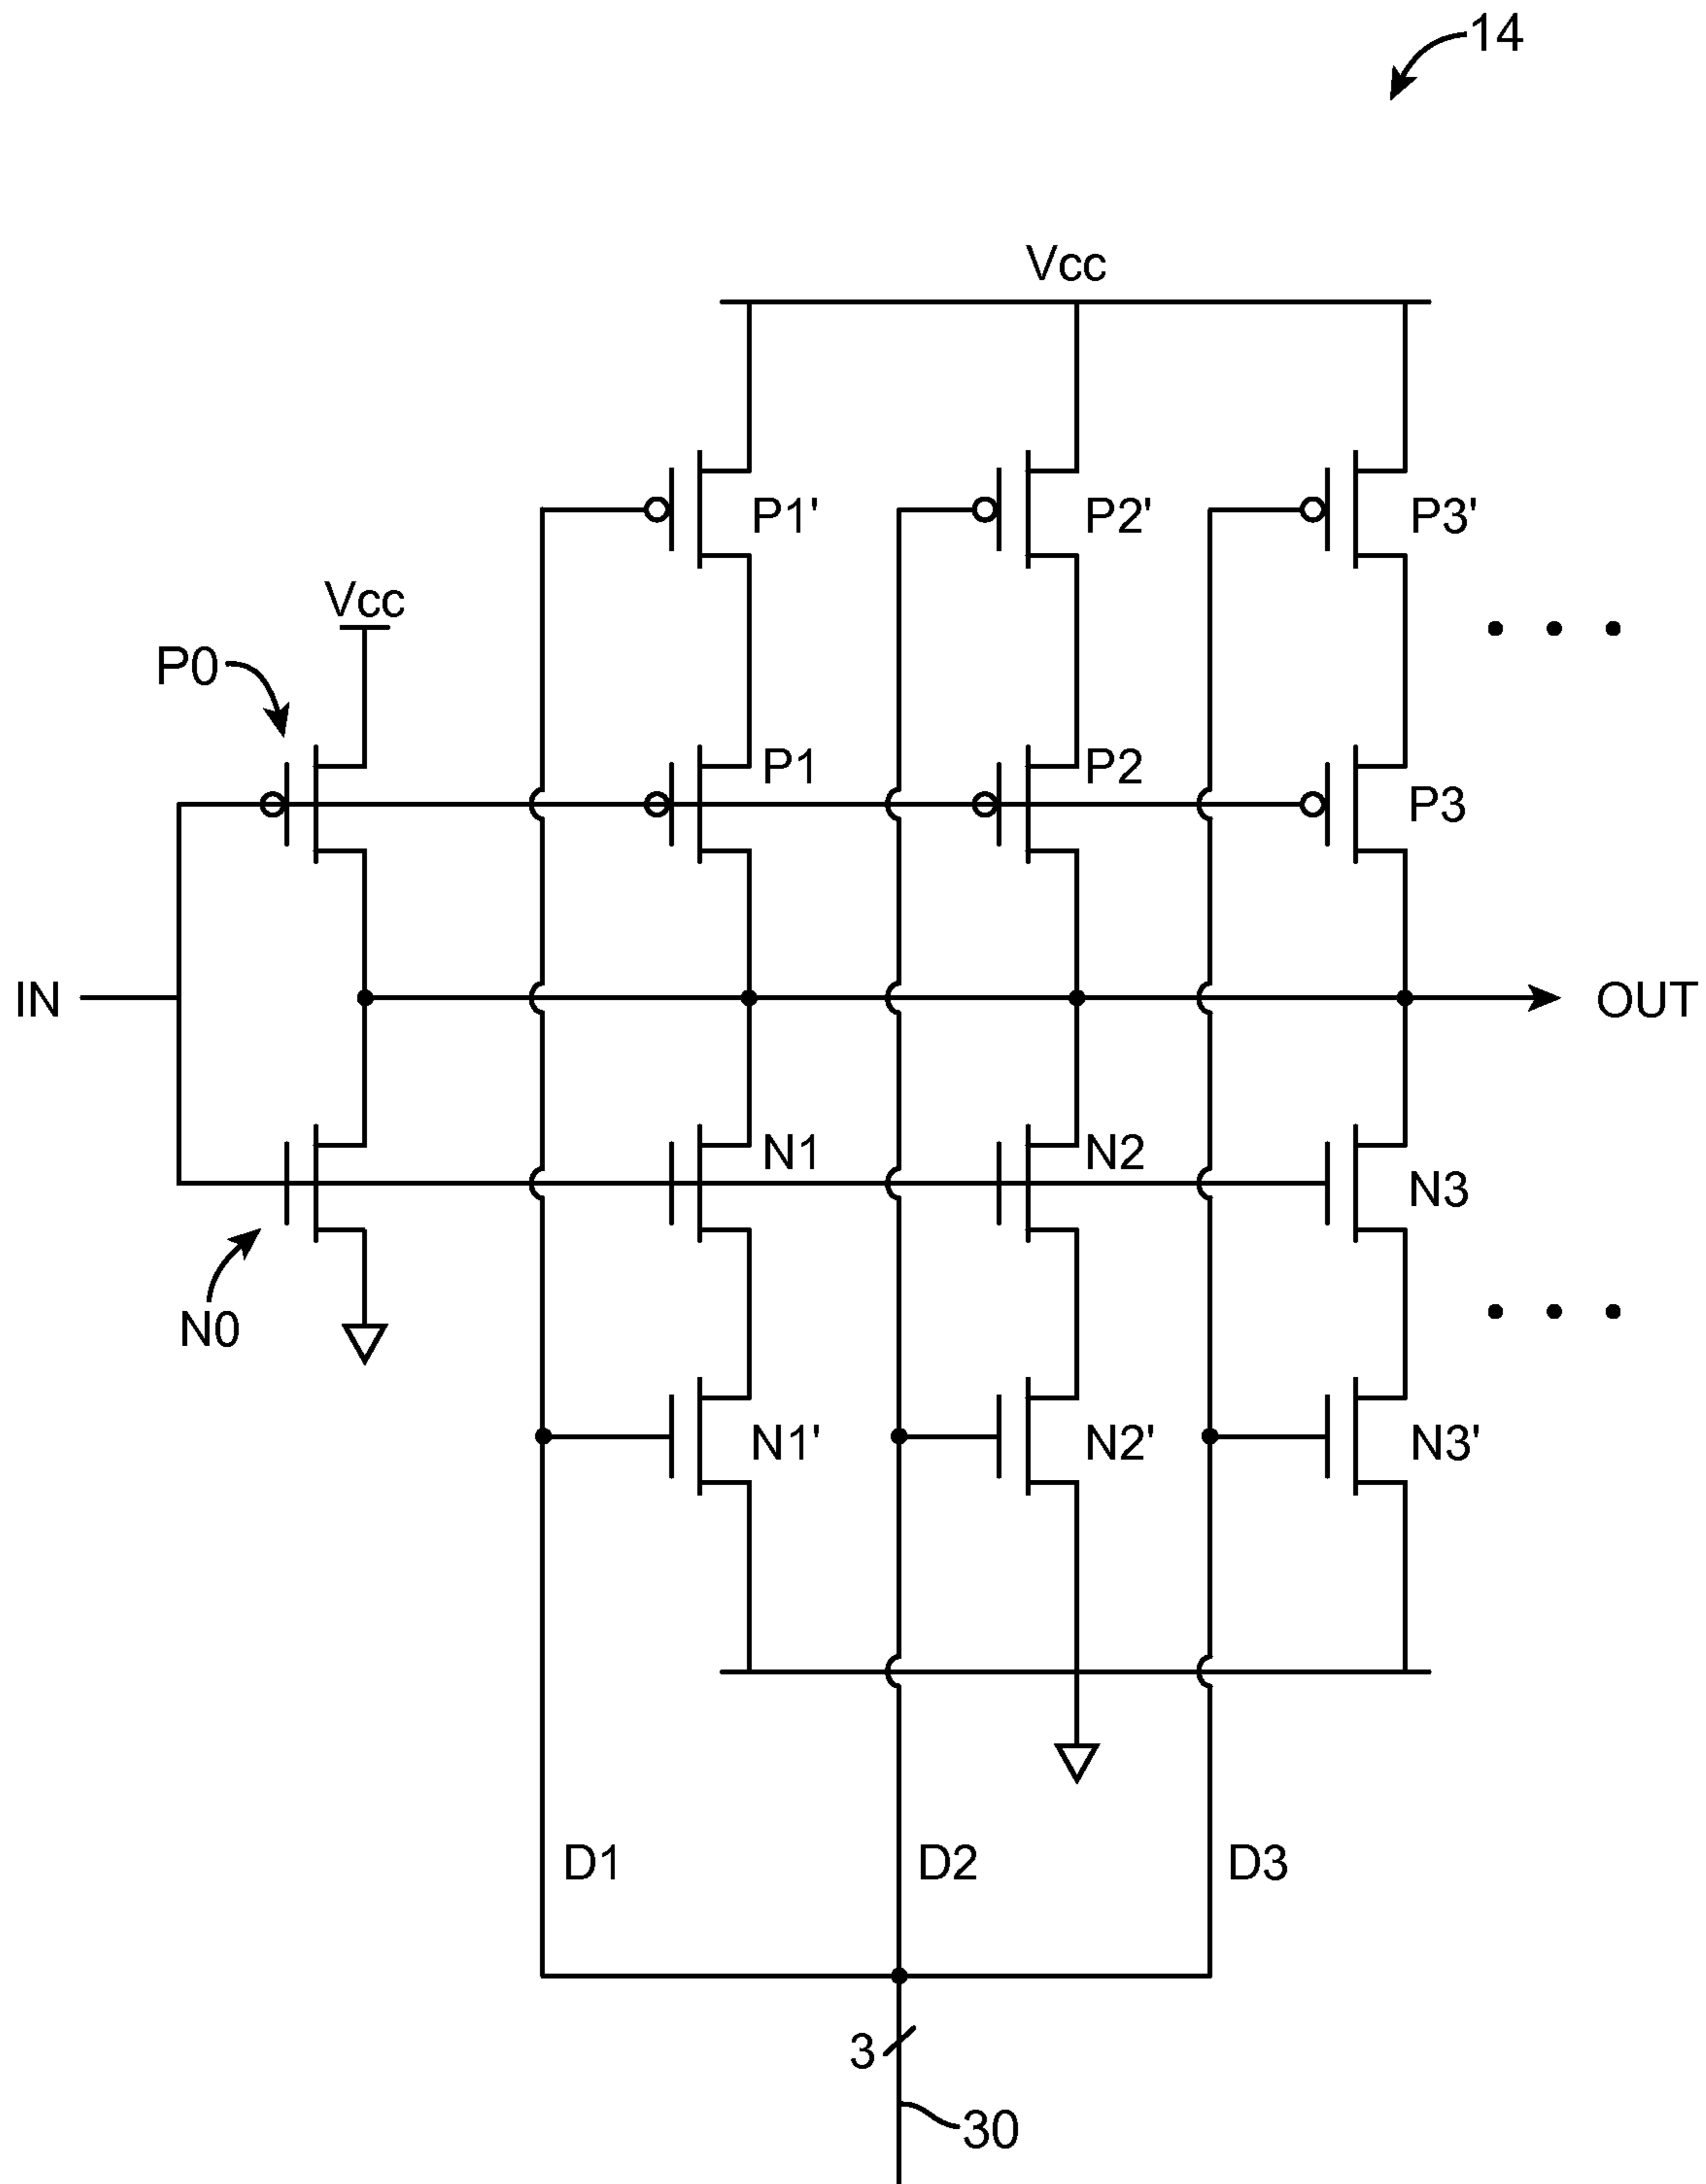 14
Vcc
P1' P2' P3'
Vcc
P0
P1 P2 P3
IN OUT
N1 N2 N3
N0
N1' N2' N3'
D1 D2 D3
3
30